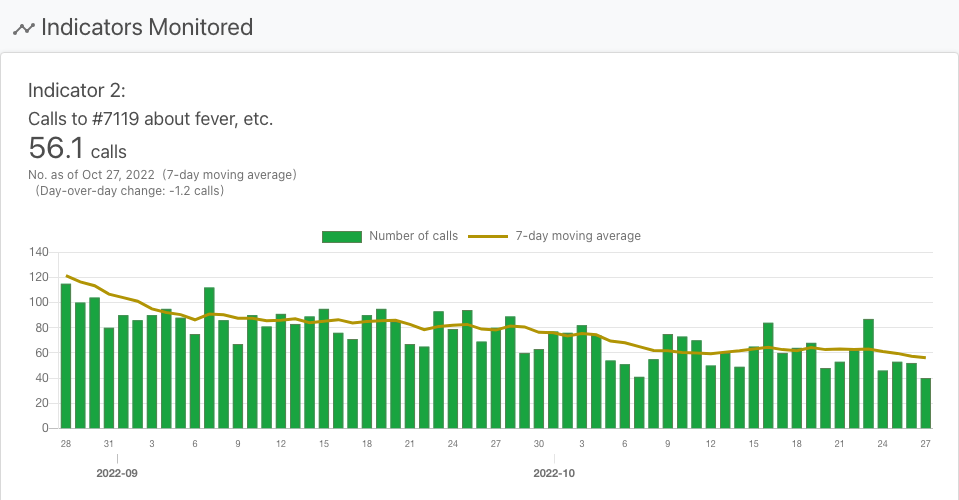 Indicators Monitored
Indicator 2:
Calls to #7119 about fever, etc.
56.1 calls
No. as of Oct 27, 2022 (7-day moving average)
(Day-over-day change: -1.2 calls)
Number of calls 7-day moving average
140
120
100
80
60
40
20
0
28 31 3 6 9 12 15 18 21 24 27 30 3 6 9 12 15 18 21 24 27
2022-09 2022-10